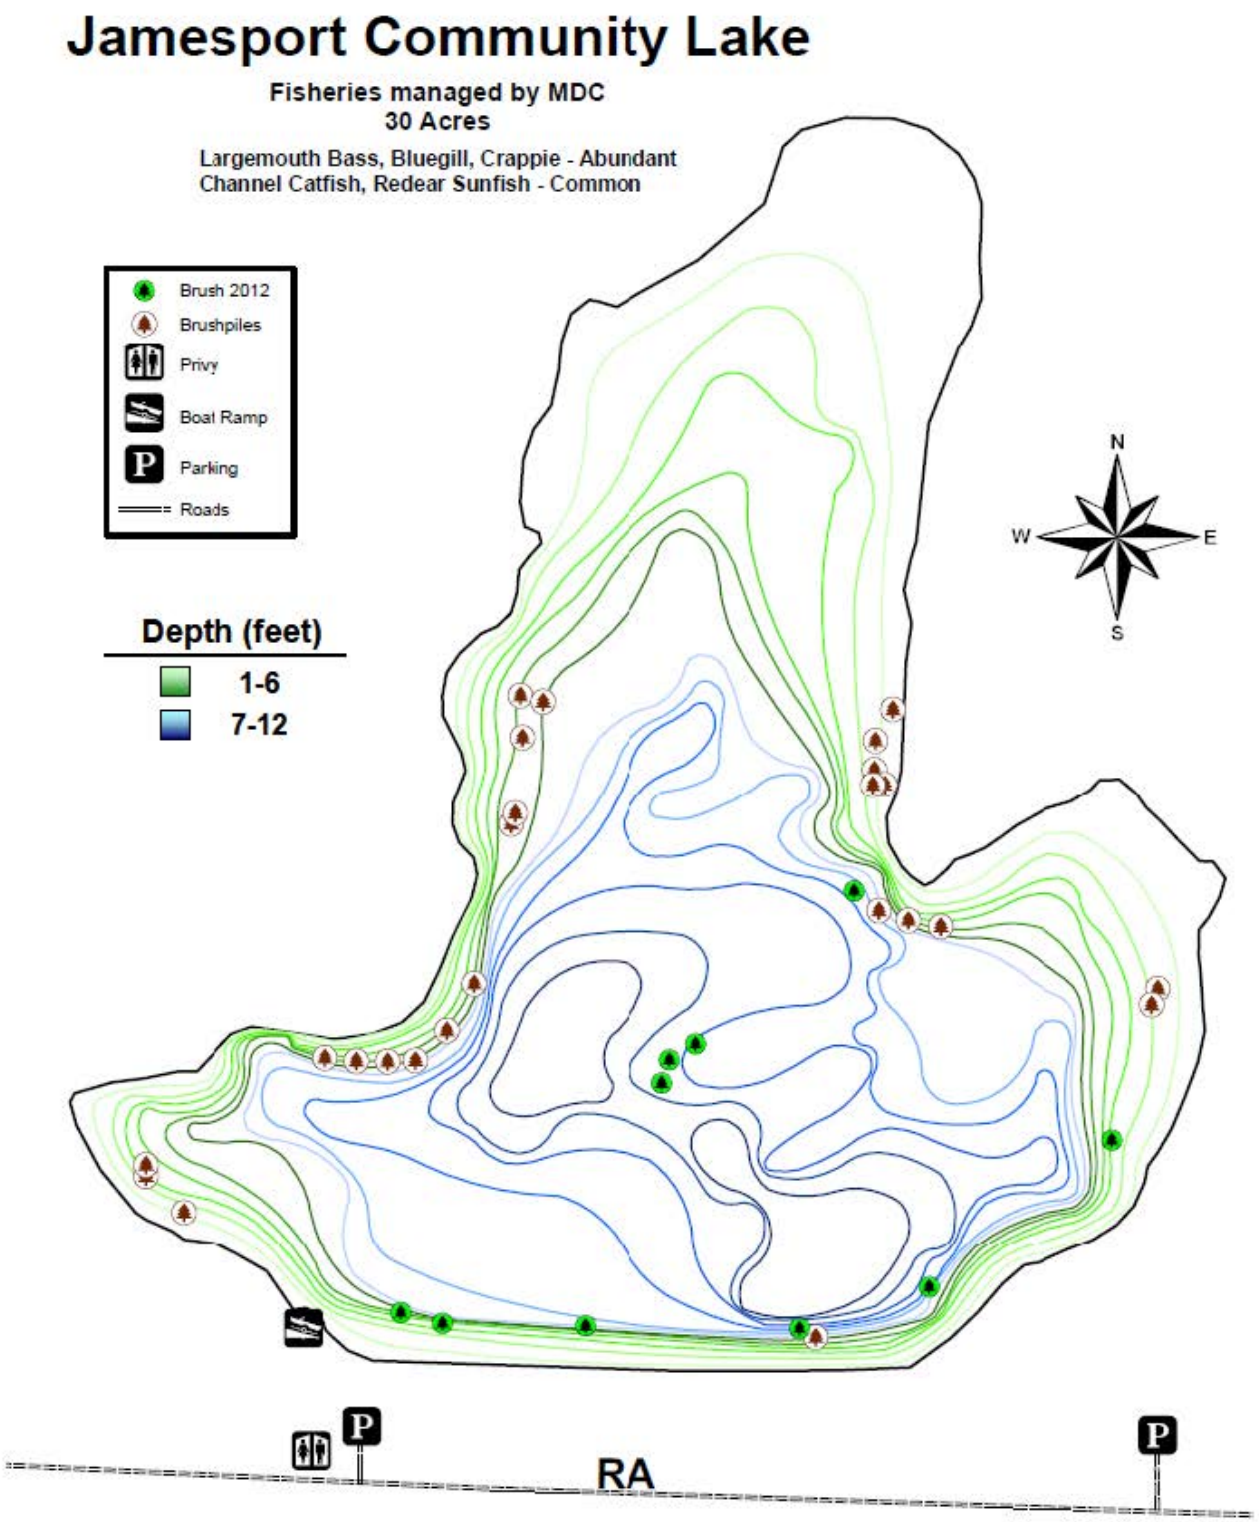 Jamesport Community Lake
Fisheries managed by MDC
30 Acres
Largemouth Bass, Bluegill, Crappie - Abundant
Channel Catfish, Redear Sunfish - Common
Brush 2012
Brushpiles
Privy
Boat Ramp
P Parking
Roads
N
W E
S
Depth (feet)
1-6
7-12
P
P
RA